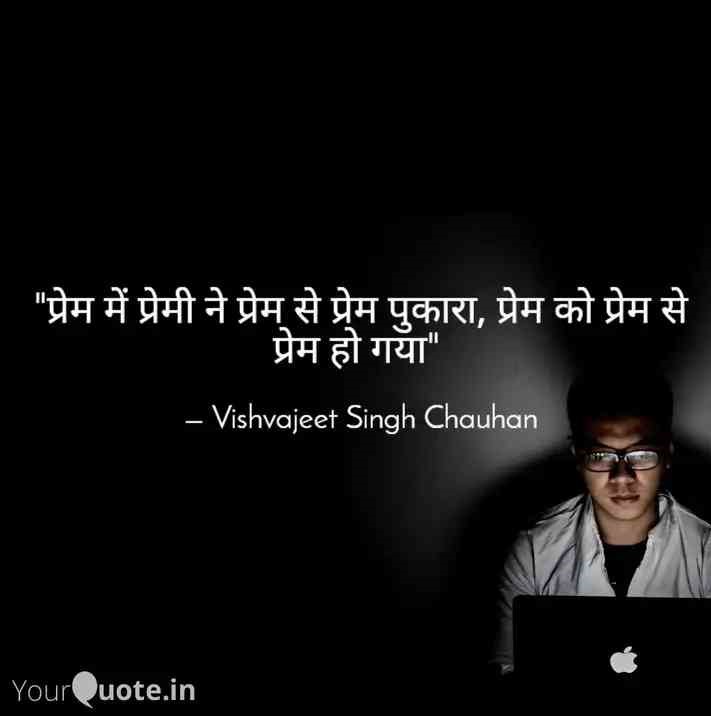 "प्रेम में प्रेमी ने प्रेम से प्रेम पुकारा, प्रेम को प्रेम से
प्रेम हो गया"
– Vishvajeet Singh Chauhan
YourQuote.in